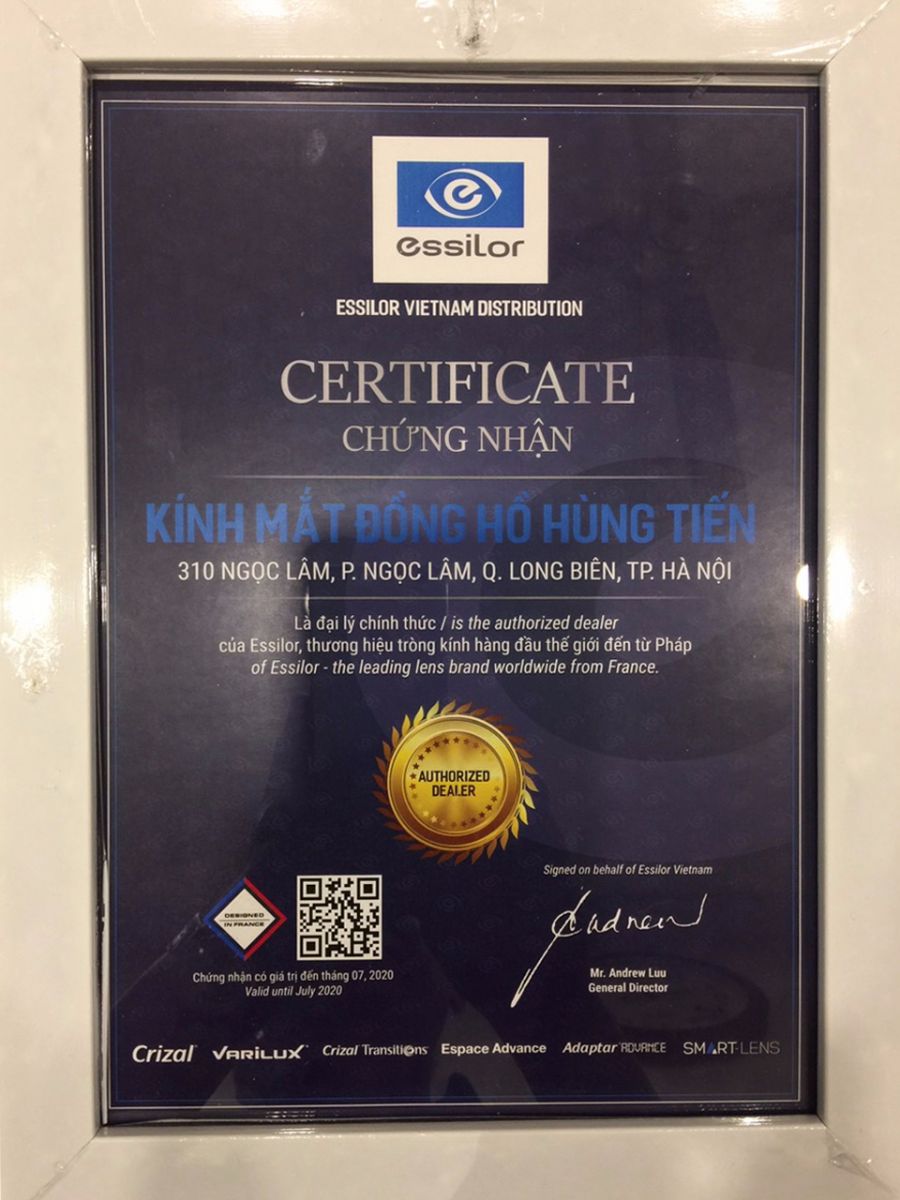 essilor
ESSILOR VIETNAM DISTRIBUTION
CERTIFICATE
CHỨNG NHẬN
KÍNH MẮT ĐỒNG HỒ HÙNG TIẾN
310 NGỌC LÂM, P. NGỌC LÂM, Q. LONG BIÊN, TP. HÀ NỘI
Là đại lý chính thức / is the authorized dealer
của Essilor, thương hiệu tròng kính hàng đầu thế giới đến từ Pháp
of Essilor - the leading lens brand worldwide from France.
AUTHORIZED
DEALER
Signed on behalf of Essilor Vietnam
DESIGNED
IN FRANCE
Chứng nhận có giá trị đến tháng 07, 2020
Valid until July 2020
Mr. Andrew Luu
General Director
Crizal VARILUX Crizal Transitions Espace Advance Adaptar ADVANCE SMART LENS